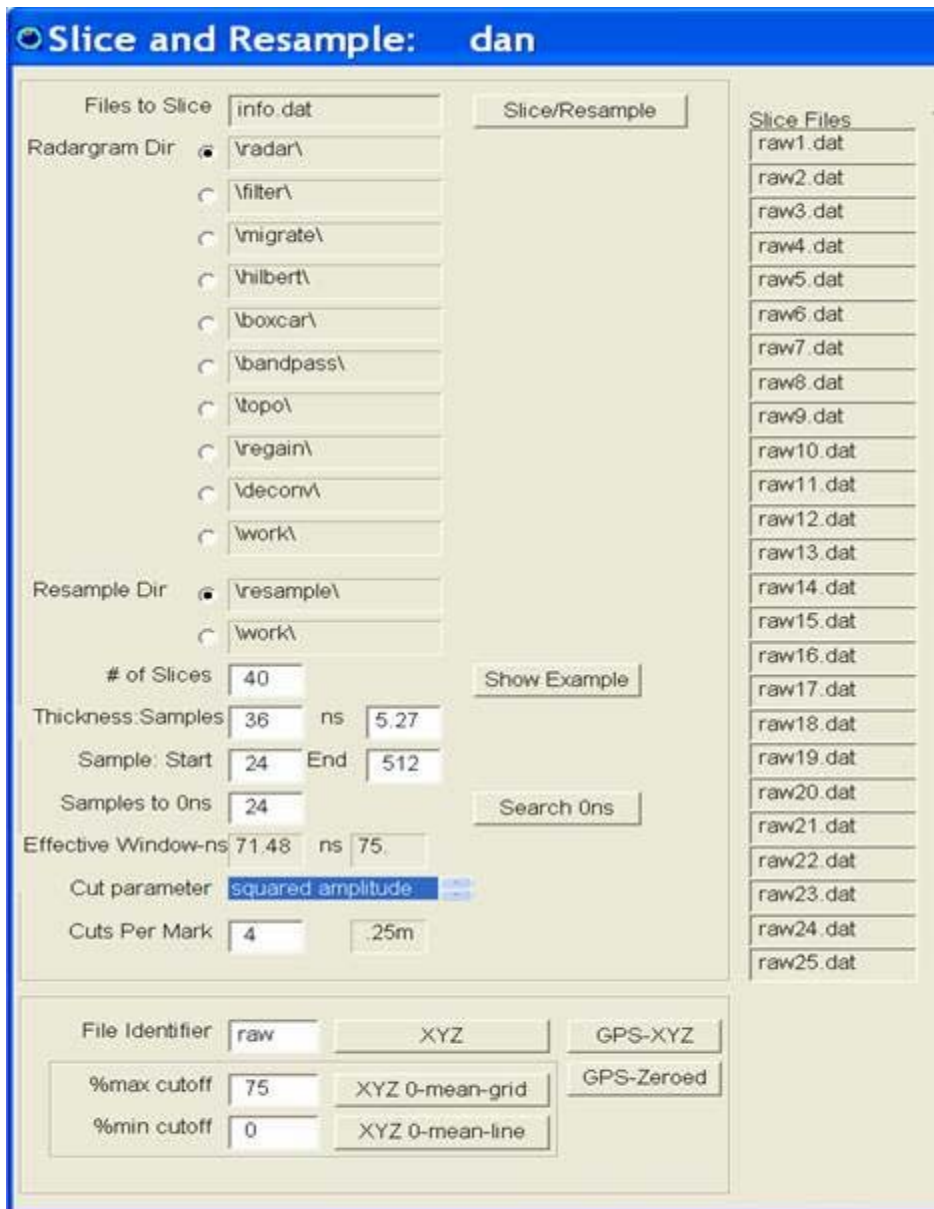 Slice and Resample: dan
Files to Slice info.dat Slice/Resample
Radargram Dir \radar\
\filter\
\migrate\
\hilbert\
\boxcar\
\bandpass\
\topo\
\regain\
\deconv\
\work\
Resample Dir \resample\
\work\
# of Slices 40 Show Example
Thickness:Samples 36 ns 5.27
Sample: Start 24 End 512
Samples to 0ns 24 Search 0ns
Effective Window-ns 71.48 ns 75.
Cut parameter squared amplitude
Cuts Per Mark 4 .25m
File Identifier raw XYZ GPS-XYZ
%max cutoff 75 XYZ 0-mean-grid GPS-Zeroed
%min cutoff 0 XYZ 0-mean-line
Slice Files
raw1.dat
raw2.dat
raw3.dat
raw4.dat
raw5.dat
raw6.dat
raw7.dat
raw8.dat
raw9.dat
raw10.dat
raw11.dat
raw12.dat
raw13.dat
raw14.dat
raw15.dat
raw16.dat
raw17.dat
raw18.dat
raw19.dat
raw20.dat
raw21.dat
raw22.dat
raw23.dat
raw24.dat
raw25.dat